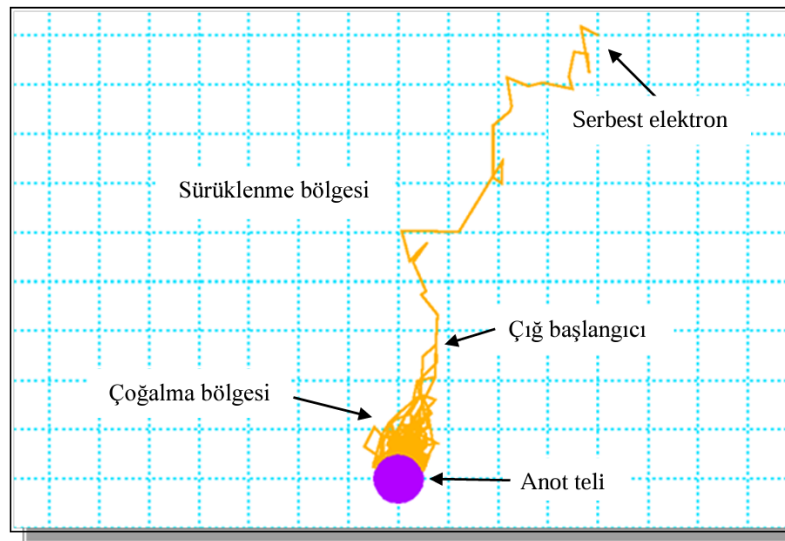 Serbest elektron
Sürüklenme bölgesi
Çığ başlangıcı
Çoğalma bölgesi
Anot teli